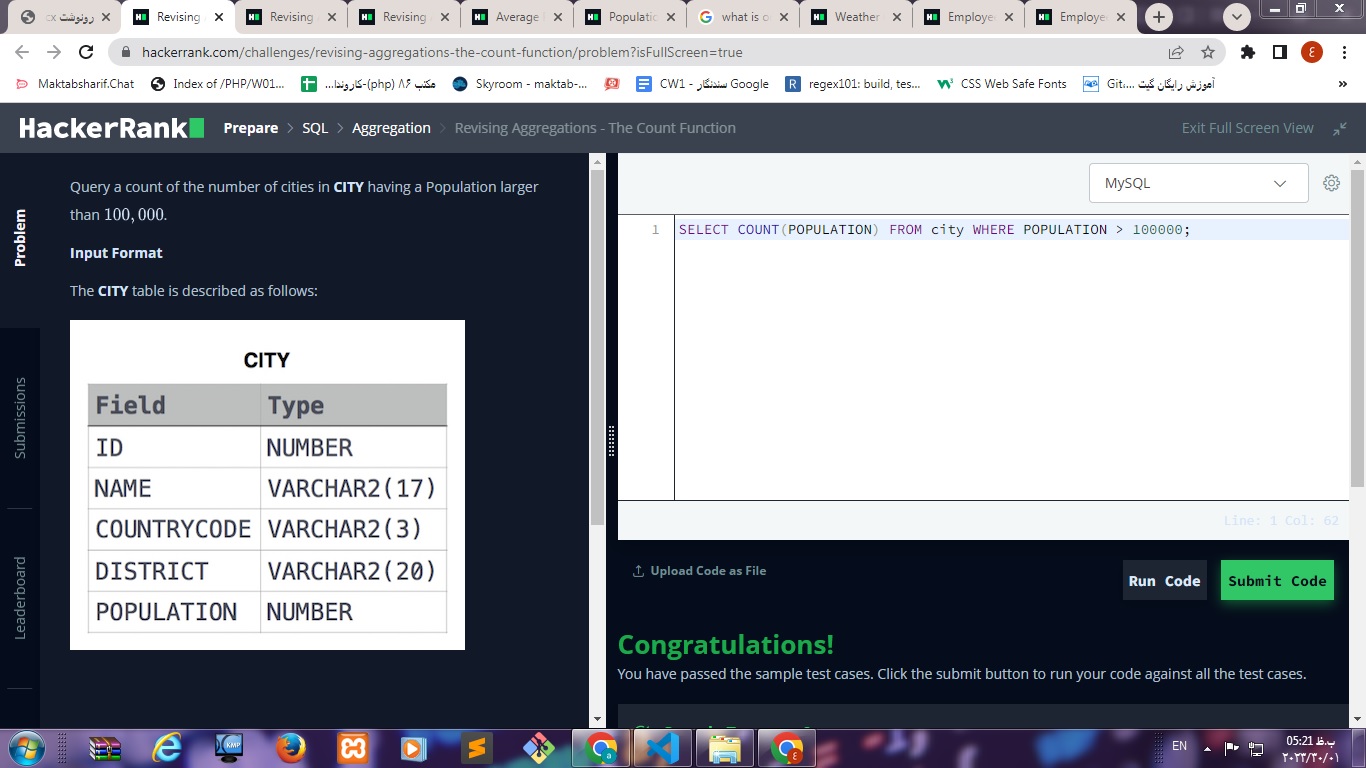 رونوشت cx
Revising
Revising
Revising
Average
Populatio
what is o
Weather
Employe
Employe
hackerrank.com/challenges/revising-aggregations-the-count-function/problem?isFullScreen=true
ع
Maktabsharif.Chat
Index of /PHP/W01...
مکتب ۸۶ (php)-کاروندا...
Skyroom - maktab-...
CW1 - سندنگار Google
regex101: build, tes...
CSS Web Safe Fonts
آموزش رایگان گیت ...Git
»
HackerRank
Prepare > SQL > Aggregation > Revising Aggregations - The Count Function
Exit Full Screen View
Problem
Submissions
Leaderboard
Query a count of the number of cities in CITY having a Population larger
than 100,000.
Input Format
The CITY table is described as follows:
CITY
Field Type
ID NUMBER
NAME VARCHAR2(17)
COUNTRYCODE VARCHAR2(3)
DISTRICT VARCHAR2(20)
POPULATION NUMBER
MySQL
1 SELECT COUNT(POPULATION) FROM city WHERE POPULATION > 100000;
Line: 1 Col: 62
Upload Code as File
Run Code
Submit Code
Congratulations!
You have passed the sample test cases. Click the submit button to run your code against all the test cases.
EN
05:21 ب.ظ
۲۰۲۲/۳۰/۰۱